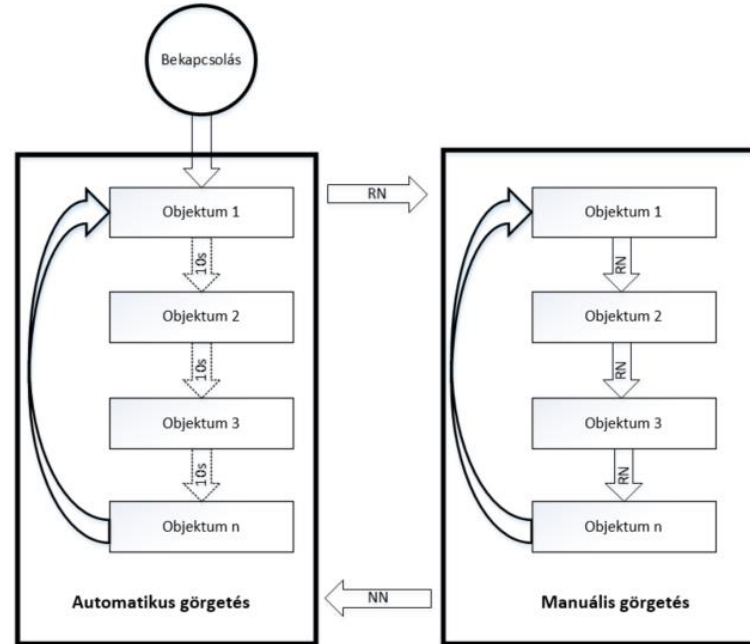 Bekapcsolás
Objektum 1
10s
Objektum 2
10s
Objektum 3
10s
Objektum n
Automatikus görgetés
RN
NN
Objektum 1
RN
Objektum 2
RN
Objektum 3
RN
Objektum n
Manuális görgetés